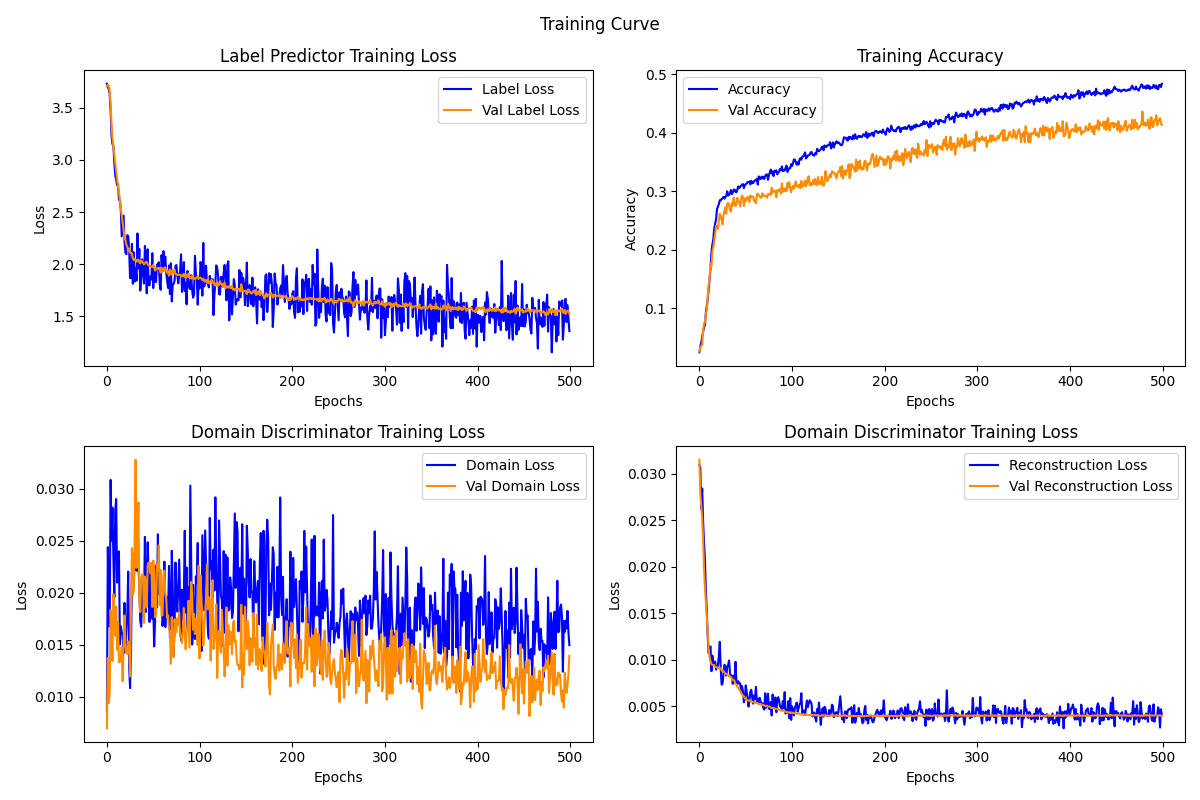 Training Curve
Label Predictor Training Loss
Loss
3.5
3.0
2.5
2.0
1.5
0 100 200 300 400 500
Epochs
Label Loss
Val Label Loss
Training Accuracy
Accuracy
0.5
0.4
0.3
0.2
0.1
0 100 200 300 400 500
Epochs
Accuracy
Val Accuracy
Domain Discriminator Training Loss
Loss
0.030
0.025
0.020
0.015
0.010
0 100 200 300 400 500
Epochs
Domain Loss
Val Domain Loss
Domain Discriminator Training Loss
Loss
0.030
0.025
0.020
0.015
0.010
0.005
0 100 200 300 400 500
Epochs
Reconstruction Loss
Val Reconstruction Loss